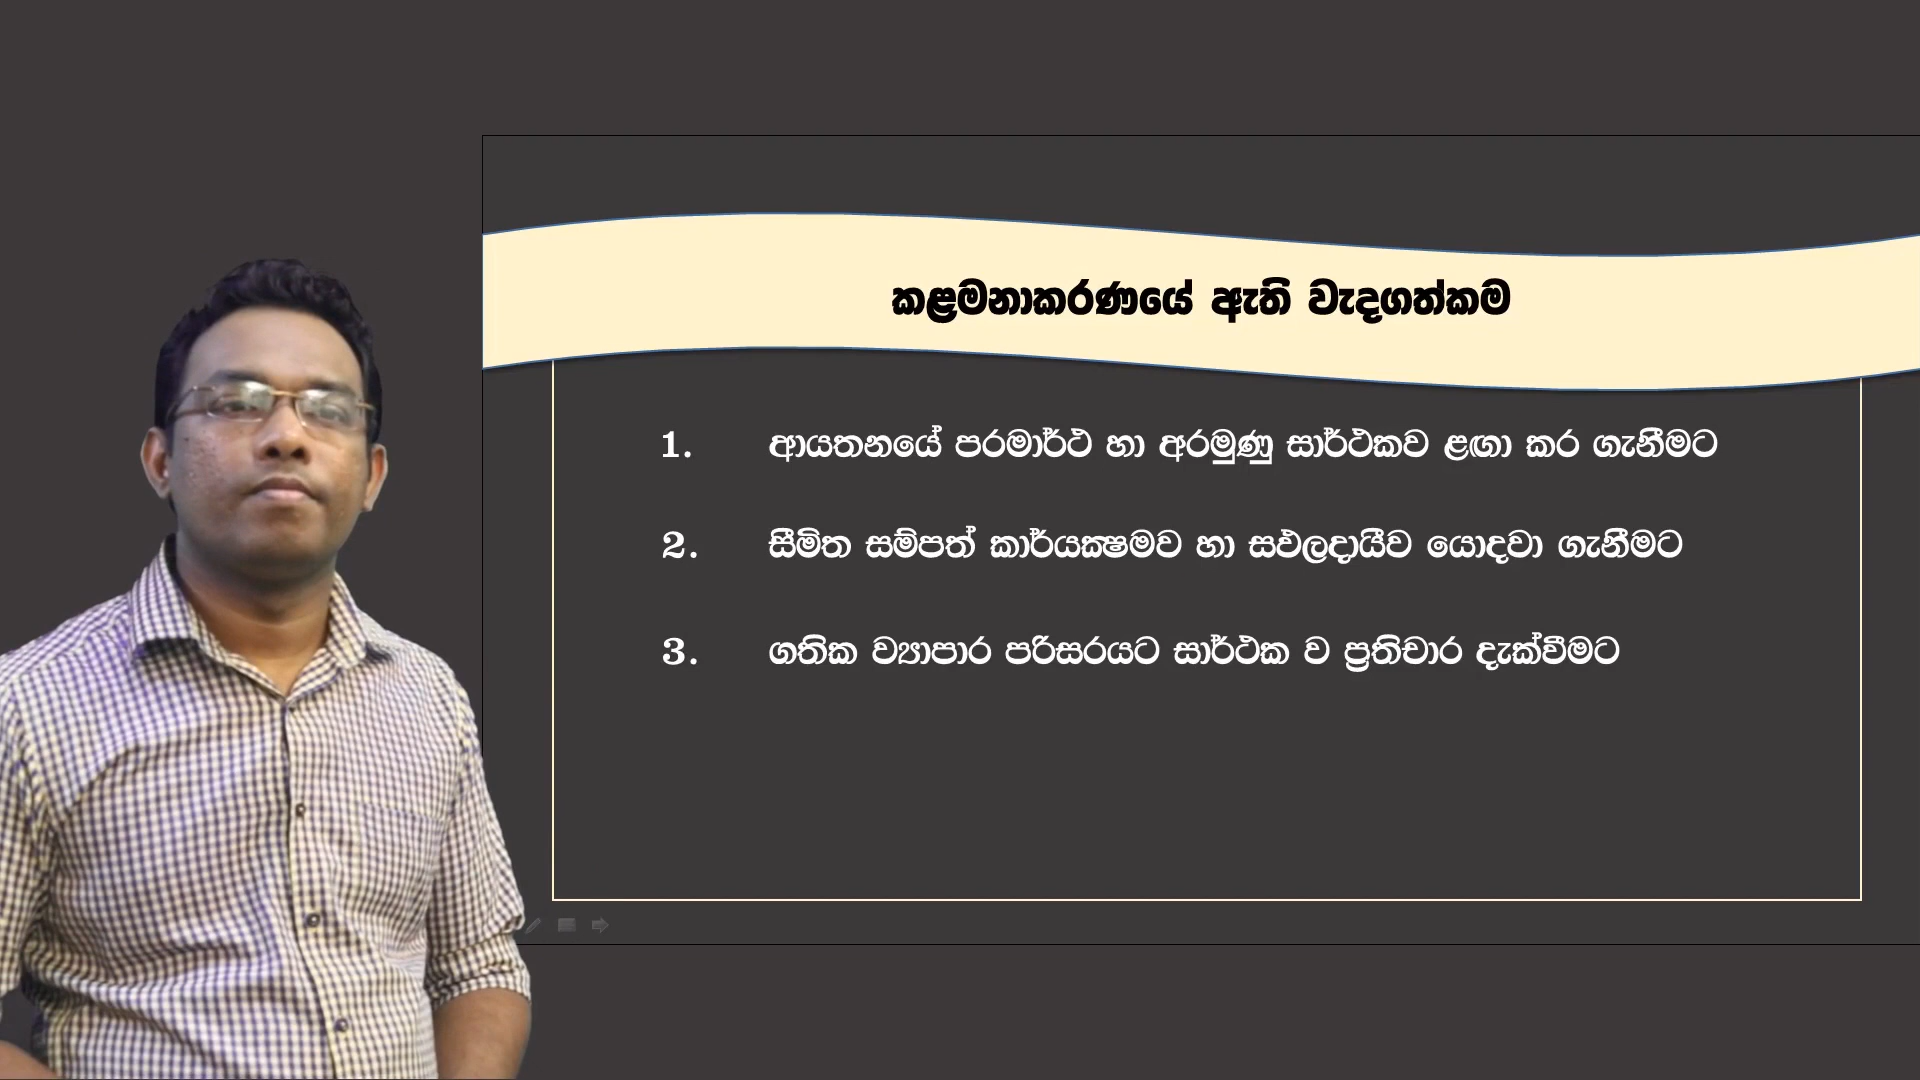 කළමනාකරණයේ ඇති වැදගත්කම
1. ආයතනයේ පරමාර්ථ හා අරමුණු සාර්ථකව ළඟා කර ගැනීමට
2. සීමිත සම්පත් කාර්යක්ෂමව හා සඵලදායීව යොදවා ගැනීමට
3. ගතික ව්‍යාපාර පරිසරයට සාර්ථක ව ප්‍රතිචාර දැක්වීමට